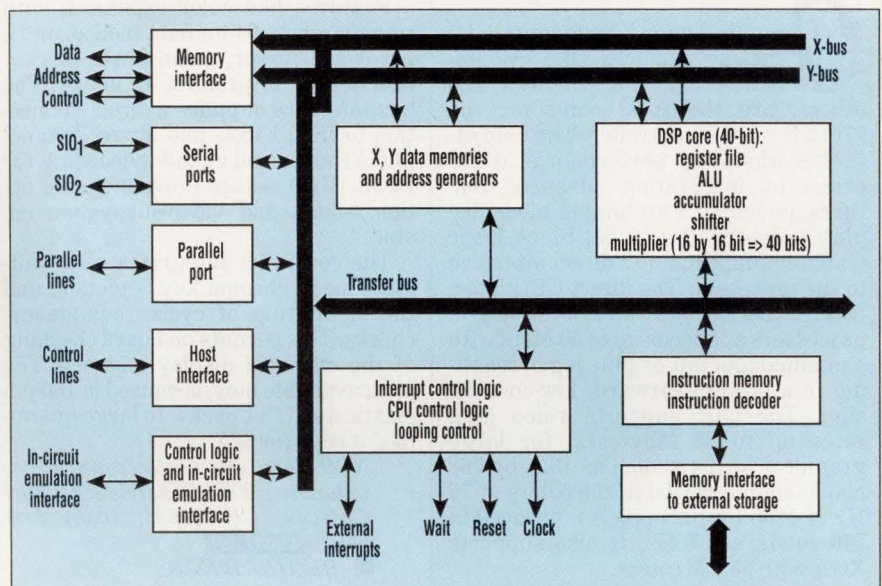 X-bus
Y-bus
Data
Address
Control
Memory
interface
SIO₁
SIO₂
Serial
ports
X, Y data memories
and address generators
DSP core (40-bit):
register file
ALU
accumulator
shifter
multiplier (16 by 16 bit => 40 bits)
Parallel
lines
Parallel
port
Transfer bus
Control
lines
Host
interface
Interrupt control logic
CPU control logic
looping control
Instruction memory
instruction decoder
In-circuit
emulation
interface
Control logic
and in-circuit
emulation
interface
Memory interface
to external storage
External
interrupts
Wait
Reset
Clock